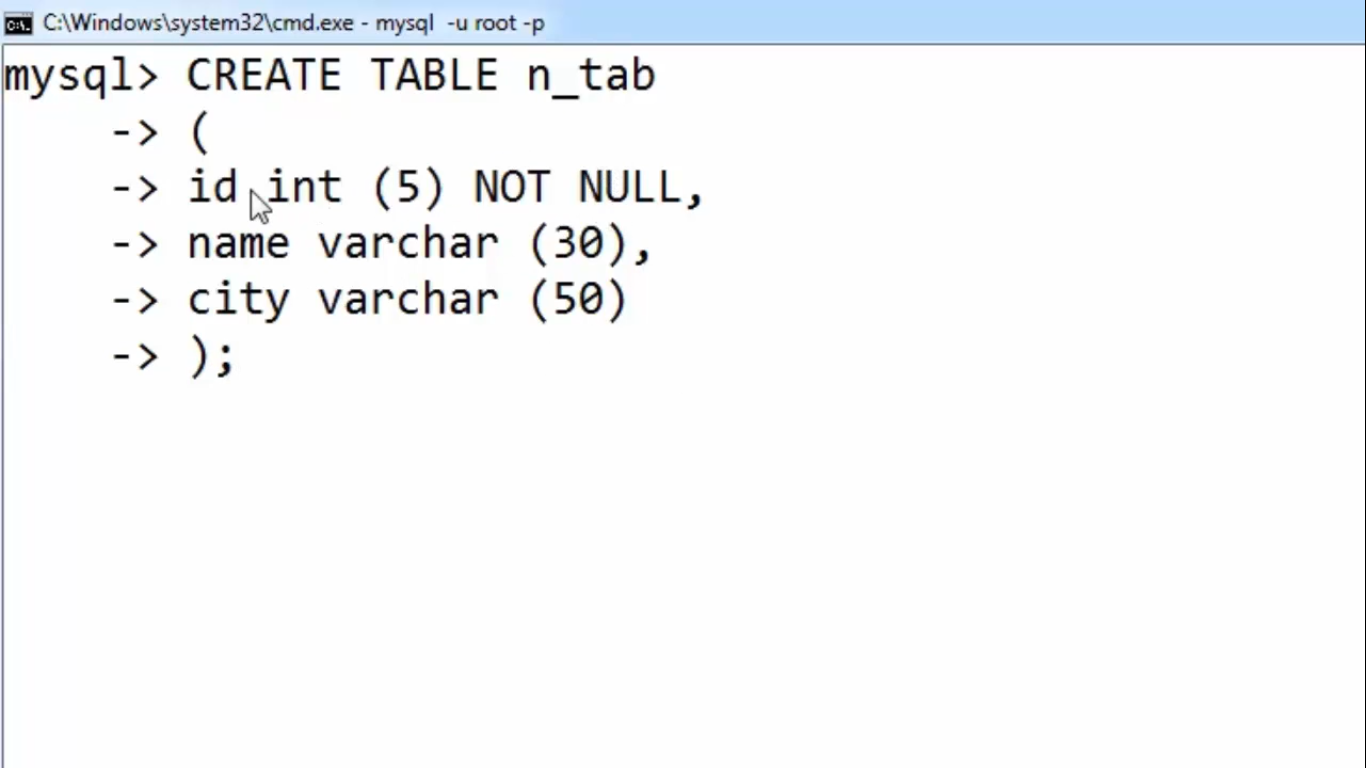 C:\Windows\system32\cmd.exe - mysql  -u root -p
mysql> CREATE TABLE n_tab
    -> (
    -> id int (5) NOT NULL,
    -> name varchar (30),
    -> city varchar (50)
    -> );